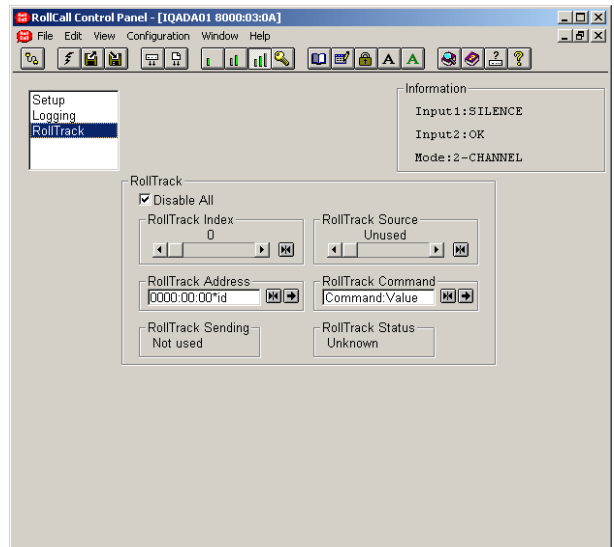 RollCall Control Panel - [IQADA01 8000:03:0A]
File Edit View Configuration Window Help
A A
Setup
Logging
RollTrack
Information
Input1:SILENCE
Input2:OK
Mode:2-CHANNEL
RollTrack
Disable All
RollTrack Index
0
RollTrack Source
Unused
RollTrack Address
0000:00:00*id
RollTrack Command
Command:Value
RollTrack Sending
Not used
RollTrack Status
Unknown